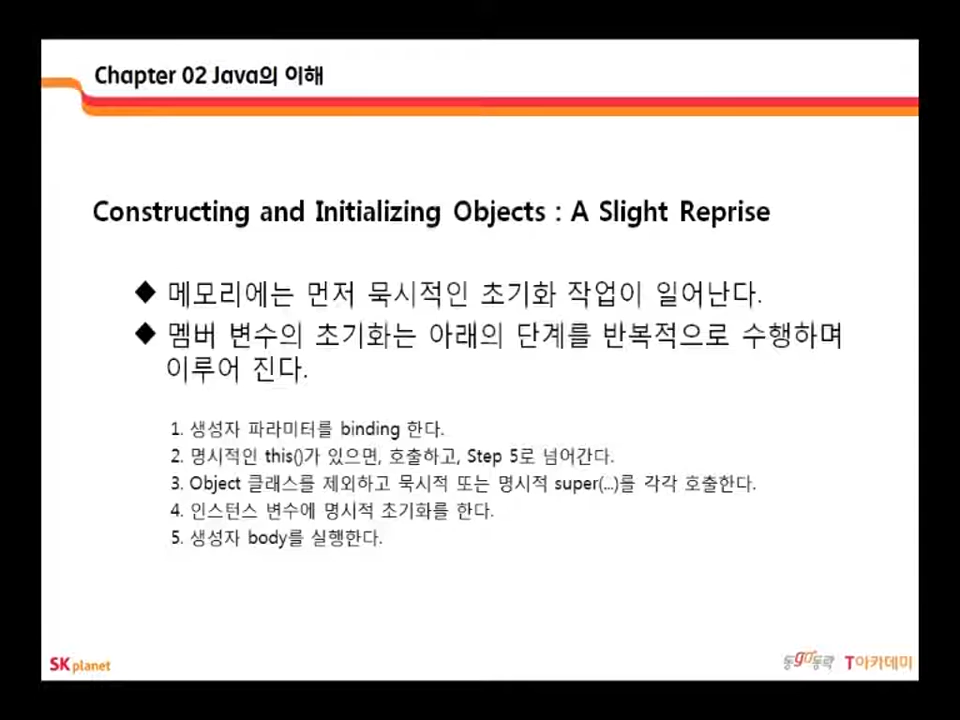 Chapter 02 Java의 이해
Constructing and Initializing Objects : A Slight Reprise
◆ 메모리에는 먼저 묵시적인 초기화 작업이 일어난다.
◆ 멤버 변수의 초기화는 아래의 단계를 반복적으로 수행하며
이루어 진다.
1. 생성자 파라미터를 binding 한다.
2. 명시적인 this()가 있으면, 호출하고, Step 5로 넘어간다.
3. Object 클래스를 제외하고 묵시적 또는 명시적 super(...)를 각각 호출한다.
4. 인스턴스 변수에 명시적 초기화를 한다.
5. 생성자 body를 실행한다.
SK planet
동go동락 T아카데미